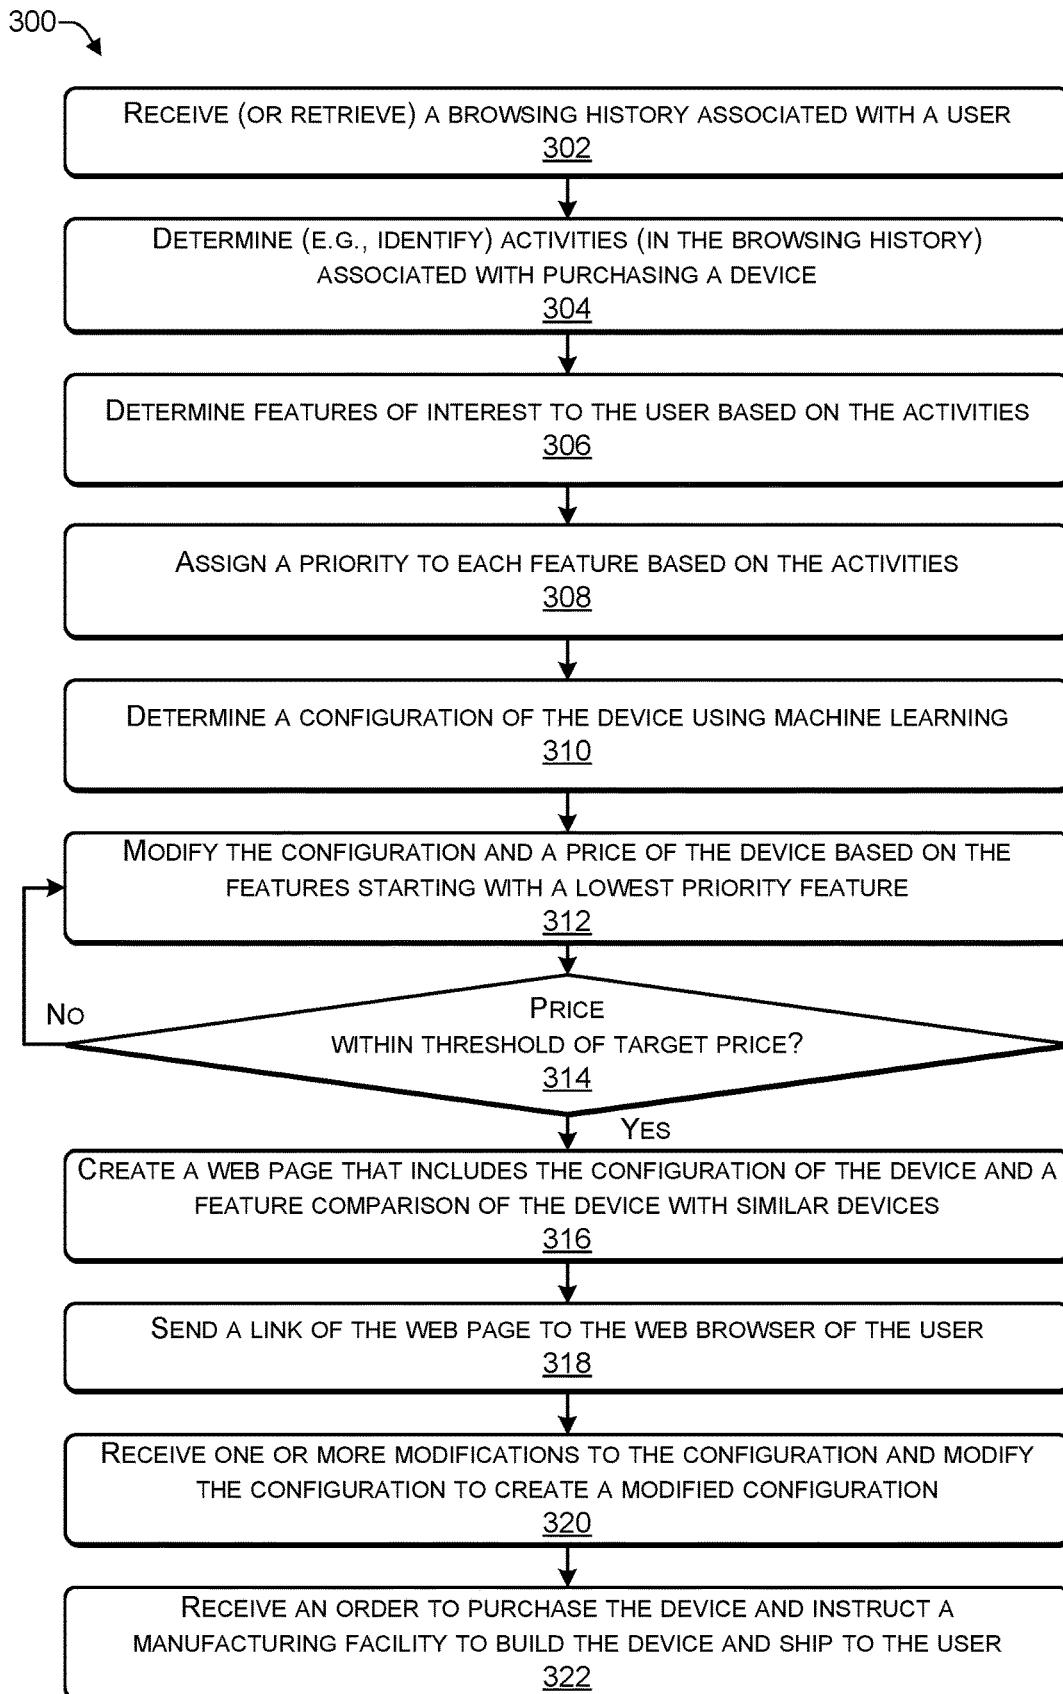 300
RECEIVE (OR RETRIEVE) A BROWSING HISTORY ASSOCIATED WITH A USER
302
DETERMINE (E.G., IDENTIFY) ACTIVITIES (IN THE BROWSING HISTORY)
ASSOCIATED WITH PURCHASING A DEVICE
304
DETERMINE FEATURES OF INTEREST TO THE USER BASED ON THE ACTIVITIES
306
ASSIGN A PRIORITY TO EACH FEATURE BASED ON THE ACTIVITIES
308
DETERMINE A CONFIGURATION OF THE DEVICE USING MACHINE LEARNING
310
MODIFY THE CONFIGURATION AND A PRICE OF THE DEVICE BASED ON THE
FEATURES STARTING WITH A LOWEST PRIORITY FEATURE
312
NO
PRICE
WITHIN THRESHOLD OF TARGET PRICE?
314
YES
CREATE A WEB PAGE THAT INCLUDES THE CONFIGURATION OF THE DEVICE AND A
FEATURE COMPARISON OF THE DEVICE WITH SIMILAR DEVICES
316
SEND A LINK OF THE WEB PAGE TO THE WEB BROWSER OF THE USER
318
RECEIVE ONE OR MORE MODIFICATIONS TO THE CONFIGURATION AND MODIFY
THE CONFIGURATION TO CREATE A MODIFIED CONFIGURATION
320
RECEIVE AN ORDER TO PURCHASE THE DEVICE AND INSTRUCT A
MANUFACTURING FACILITY TO BUILD THE DEVICE AND SHIP TO THE USER
322